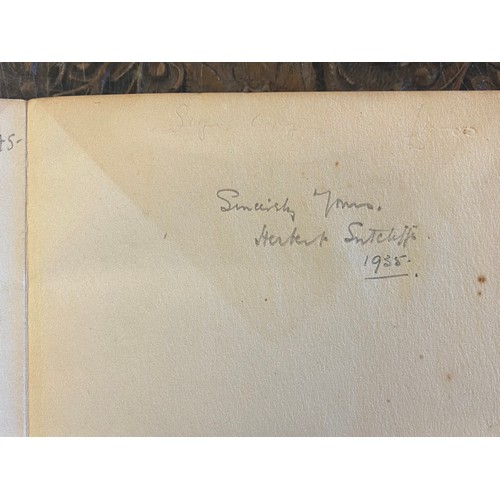 Sincerely Yours.
Herbert Sutcliffe.
1935.